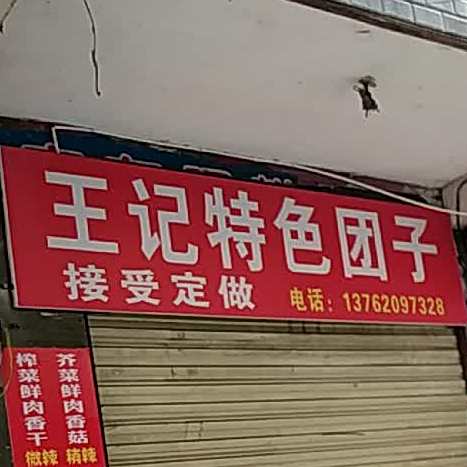 王记特色团子
接受定做
电话：13762097328
榨菜鲜肉香干
微辣
芥菜鲜肉香菇
稍辣